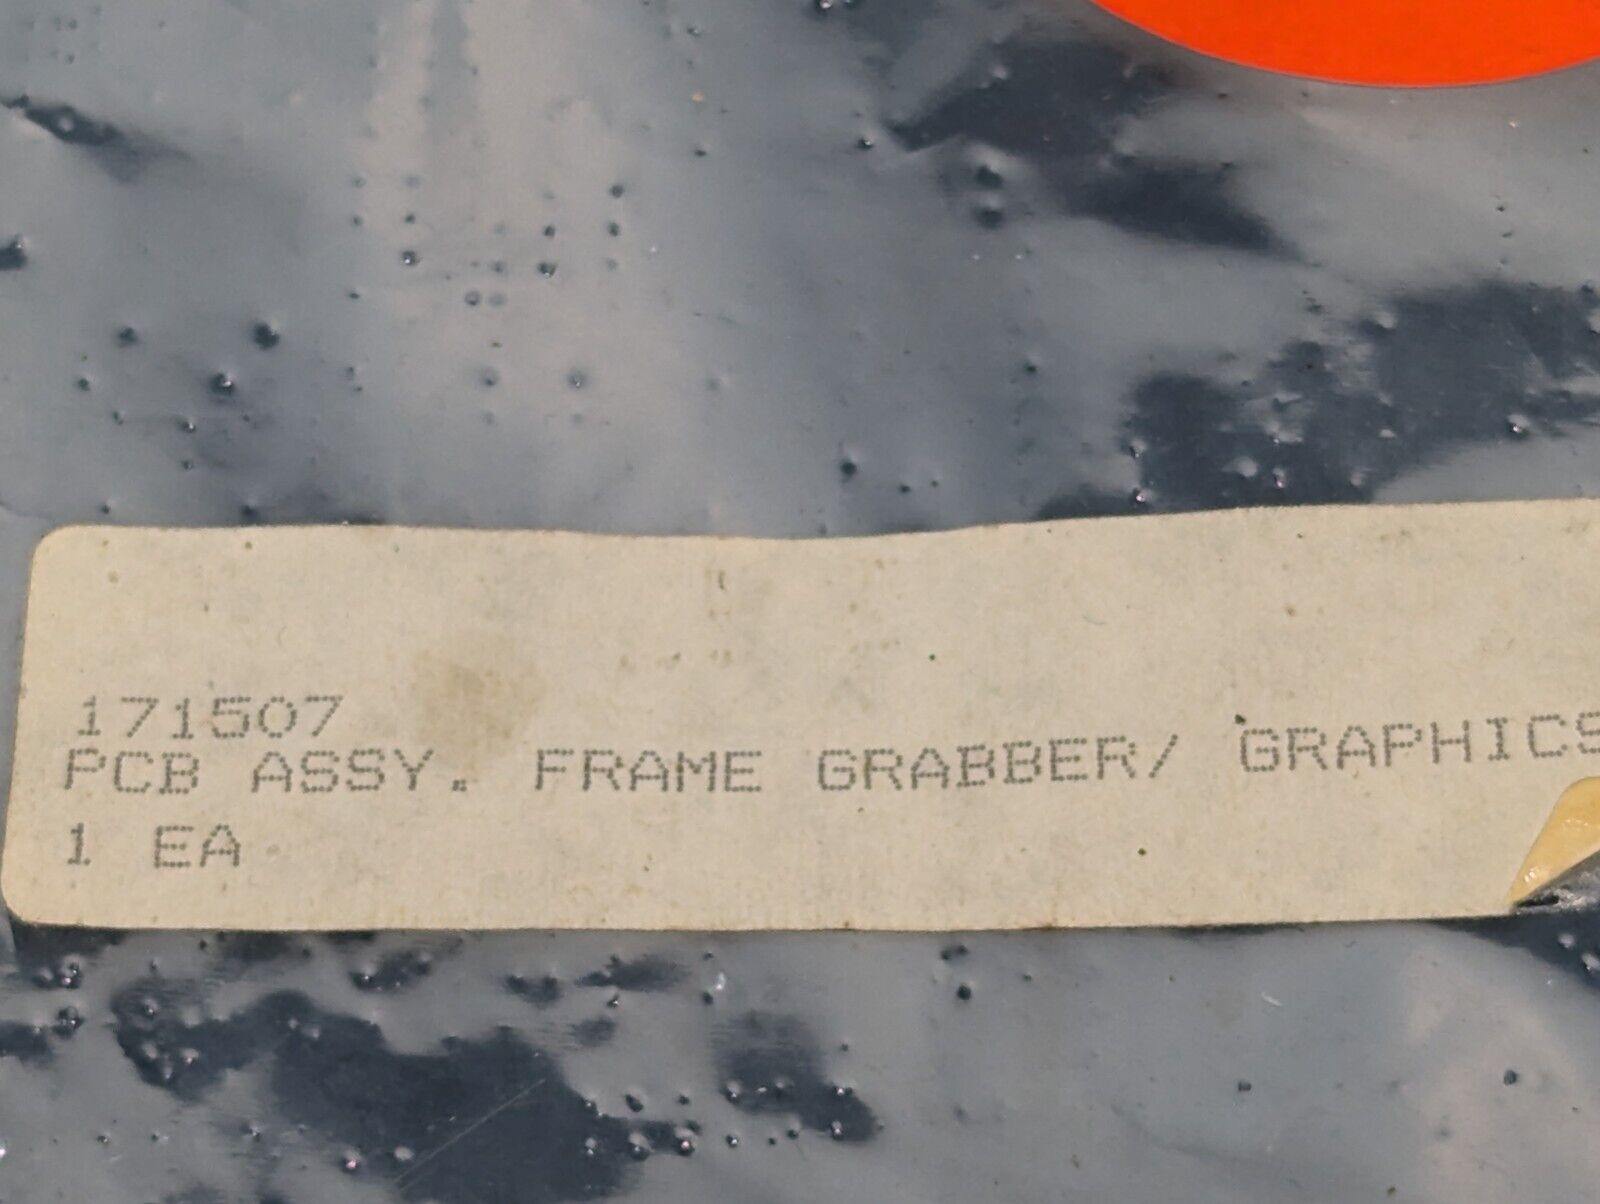 171507
PCB ASSY. FRAME GRABBER/ GRAPHICS
1 EA